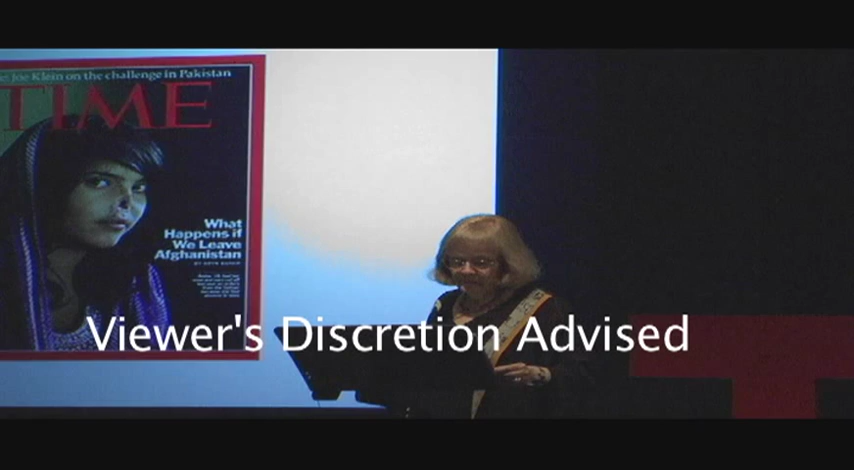 e: Joe Klein on the challenge in Pakistan
TIME
What
Happens if
We Leave
Afghanistan
Viewer's Discretion Advised
T